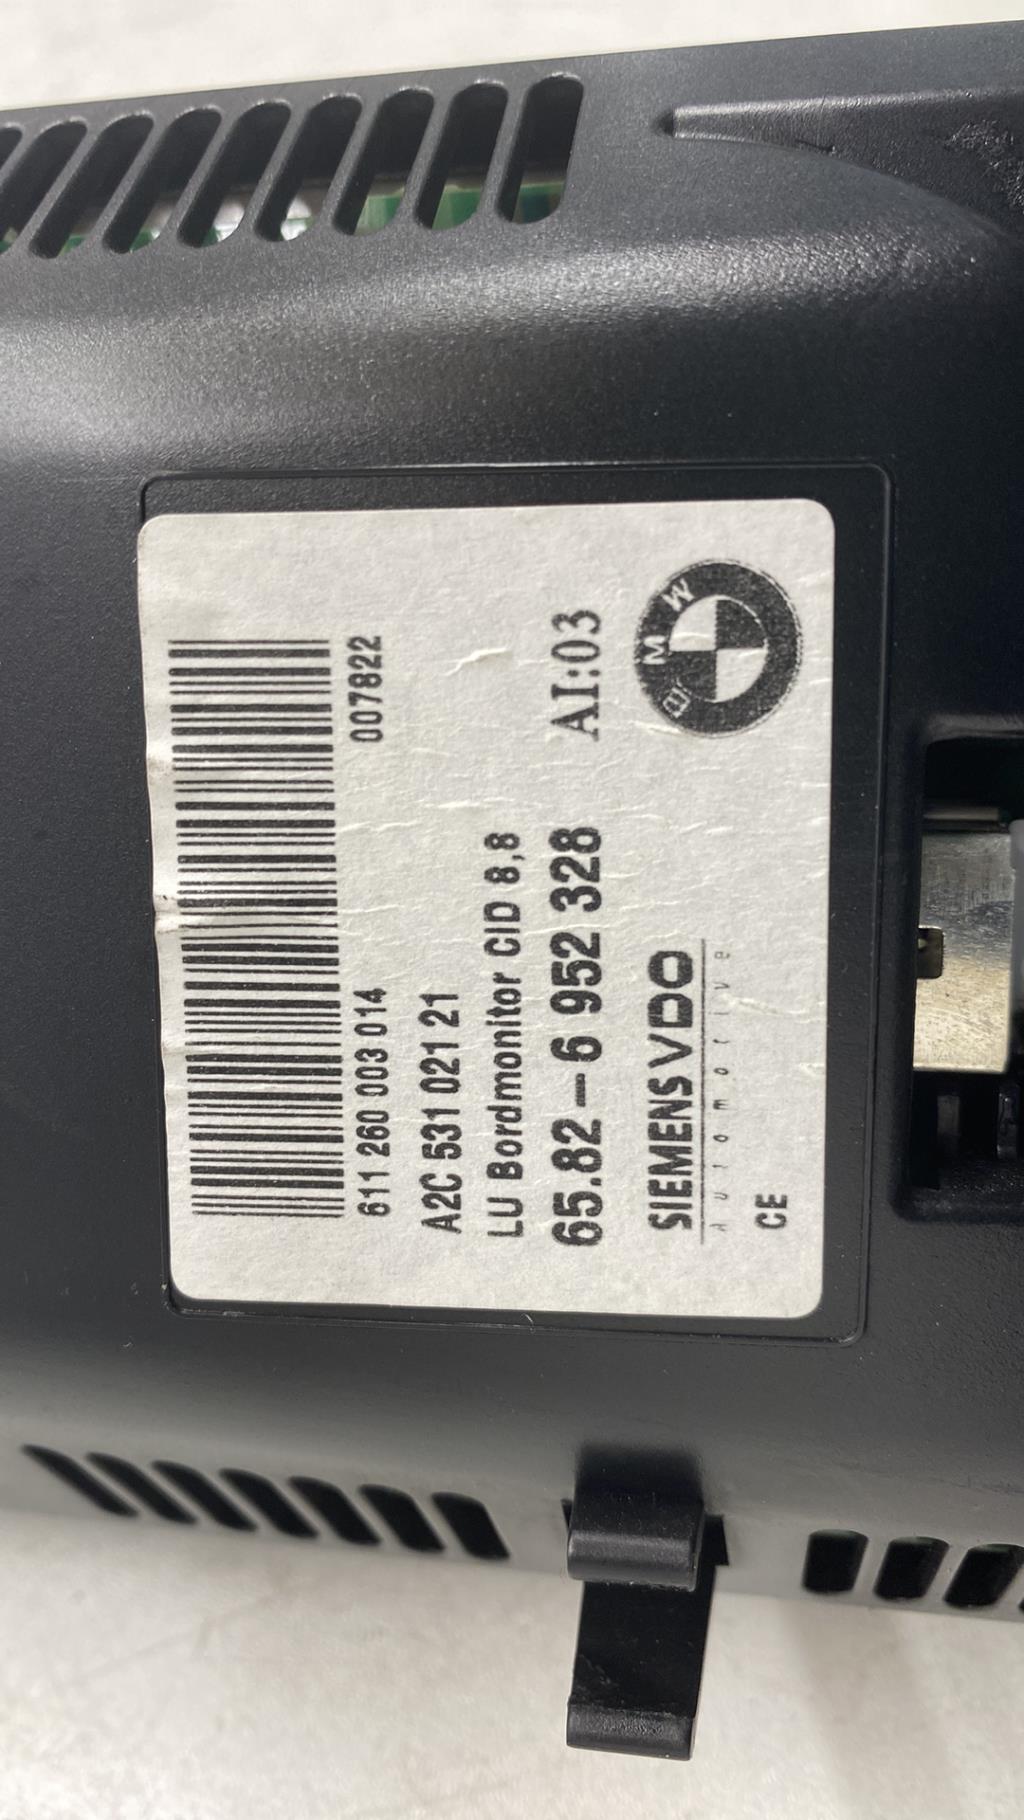 611 260 003 014 007822
A2C 531 021 21
LU Bordmonitor CID 8,8
65.82-6 952 328 AI:03
SIEMENS VDO
Automotive
BMW
CE